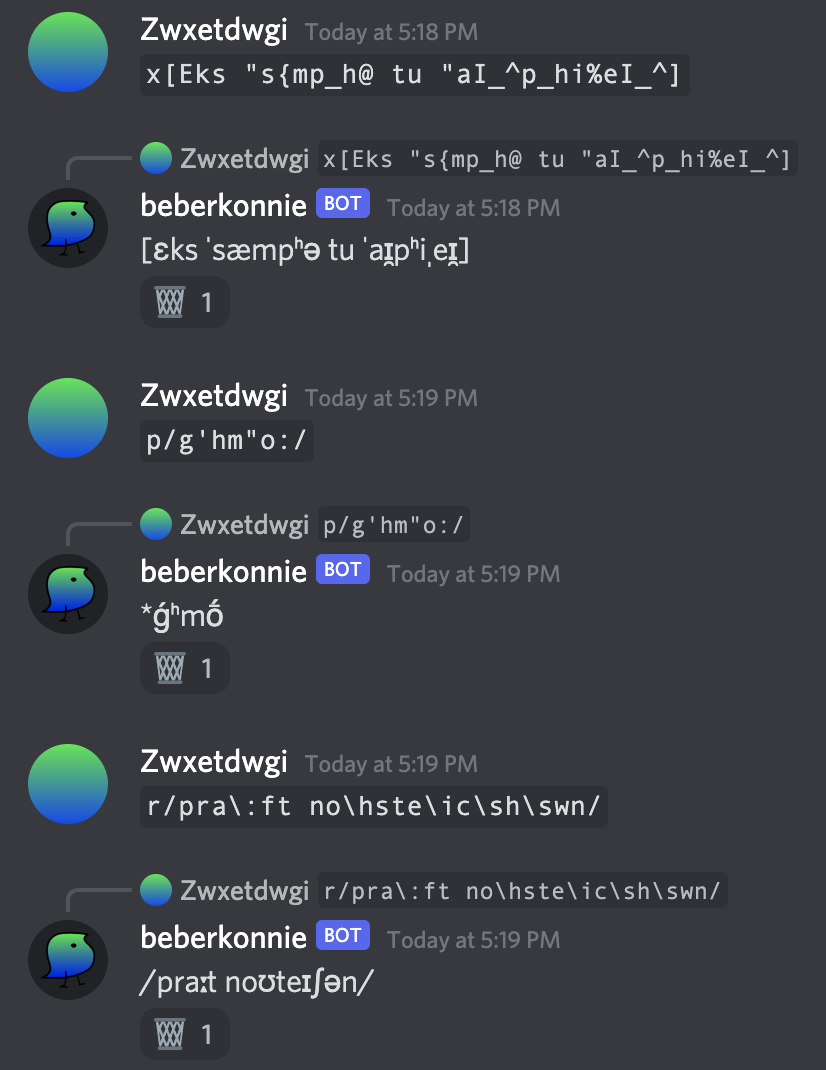 Zwxetdwgi Today at 5:18 PM
x[Eks "s{mp_h@ tu "aI_^p_hi%eI_^]
Zwxetdwgi x[Eks "s{mp_h@ tu "aI_^p_hi%eI_^]
beberkonnie BOT Today at 5:18 PM
[ɛks ˈsæmpʰə tu ˈaɪ̯pʰiˌeɪ̯]
1
Zwxetdwgi Today at 5:19 PM
p/g'hm"o:/
Zwxetdwgi p/g'hm"o:/
beberkonnie BOT Today at 5:19 PM
*ǵʰmṓ
1
Zwxetdwgi Today at 5:19 PM
r/pra\:ft no\hste\ic\sh\swn/
Zwxetdwgi r/pra\:ft no\hste\ic\sh\swn/
beberkonnie BOT Today at 5:19 PM
/praːt noʊteɪʃən/
1